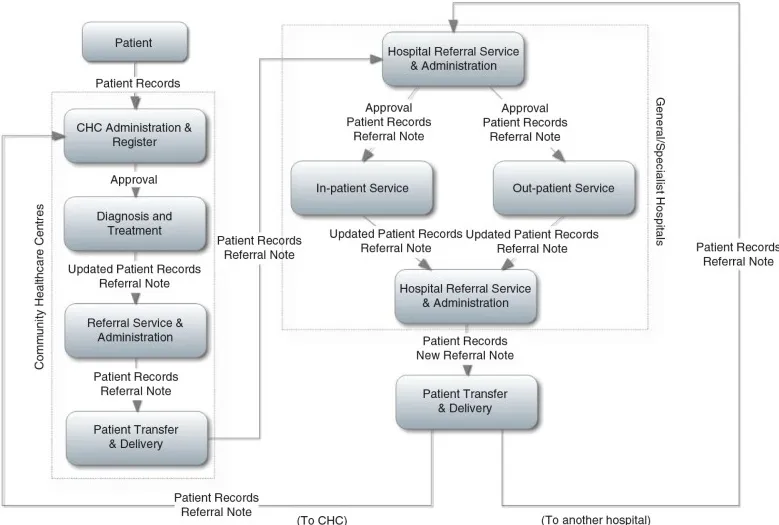 Patient
Patient Records
CHC Administration &
Register
Approval
Diagnosis and
Treatment
Updated Patient Records
Referral Note
Referral Service &
Administration
Patient Records
Referral Note
Patient Transfer
& Delivery
Community Healthcare Centres
Patient Records
Referral Note
Hospital Referral Service
& Administration
Approval
Patient Records
Referral Note
Approval
Patient Records
Referral Note
In-patient Service
Out-patient Service
Updated Patient Records
Referral Note
Updated Patient Records
Referral Note
Hospital Referral Service
& Administration
General/Specialist Hospitals
Patient Records
New Referral Note
Patient Transfer
& Delivery
Patient Records
Referral Note
Patient Records
Referral Note
(To CHC)
(To another hospital)